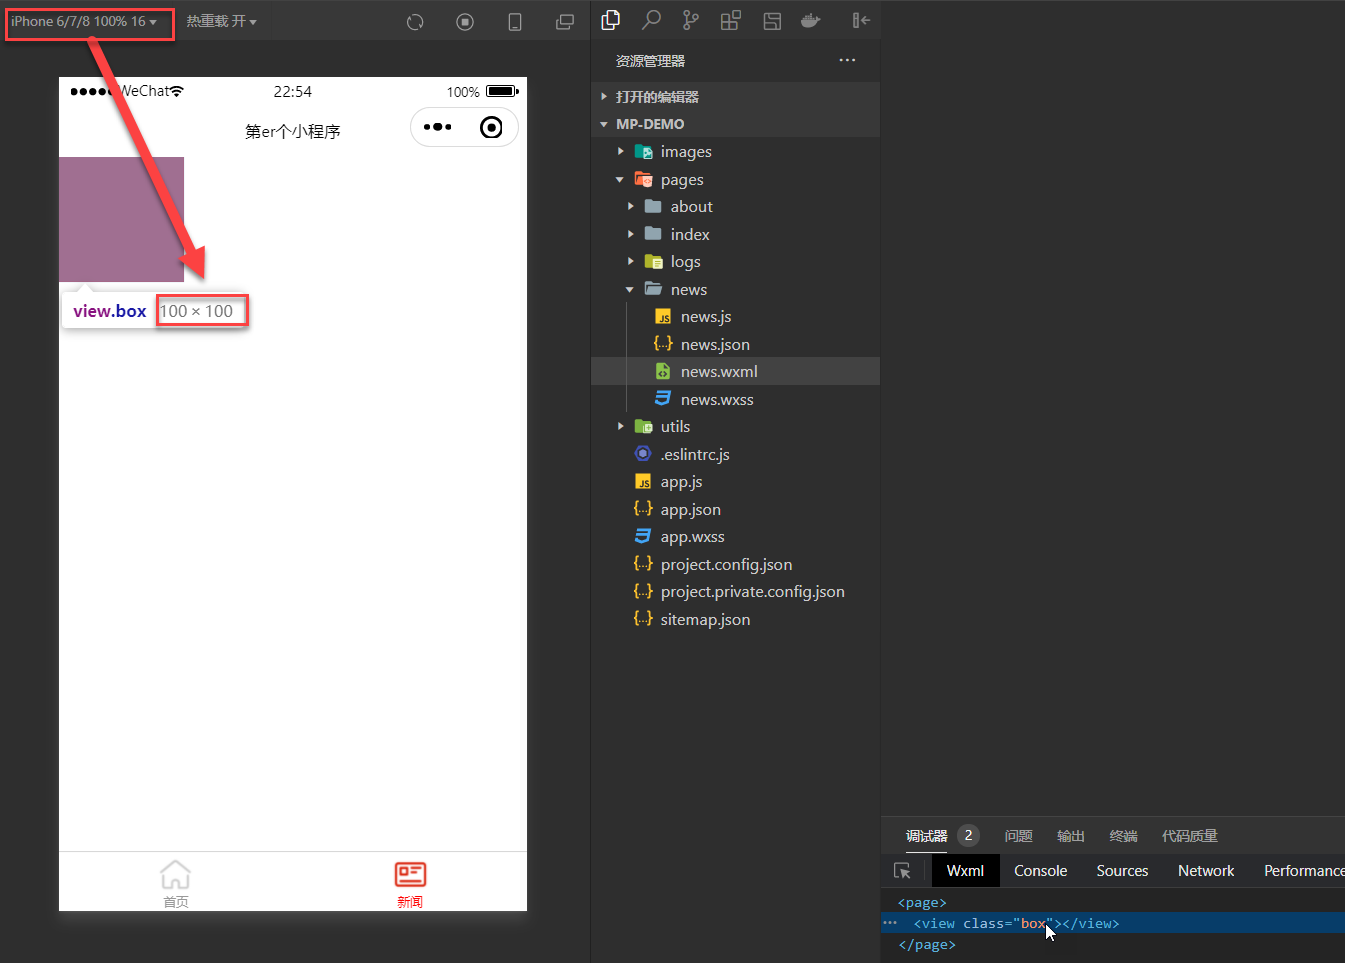 iPhone 6/7/8 100% 16
热重载 开
WeChat
22:54
100%
第er个小程序
view.box
100 × 100
首页
新闻
资源管理器
打开的编辑器
MP-DEMO
images
pages
about
index
logs
news
news.js
news.json
news.wxml
news.wxss
utils
.eslintrc.js
app.js
app.json
app.wxss
project.config.json
project.private.config.json
sitemap.json
调试器 2 问题 输出 终端 代码质量
Wxml Console Sources Network Performance
<page>
<view class="box"></view>
</page>